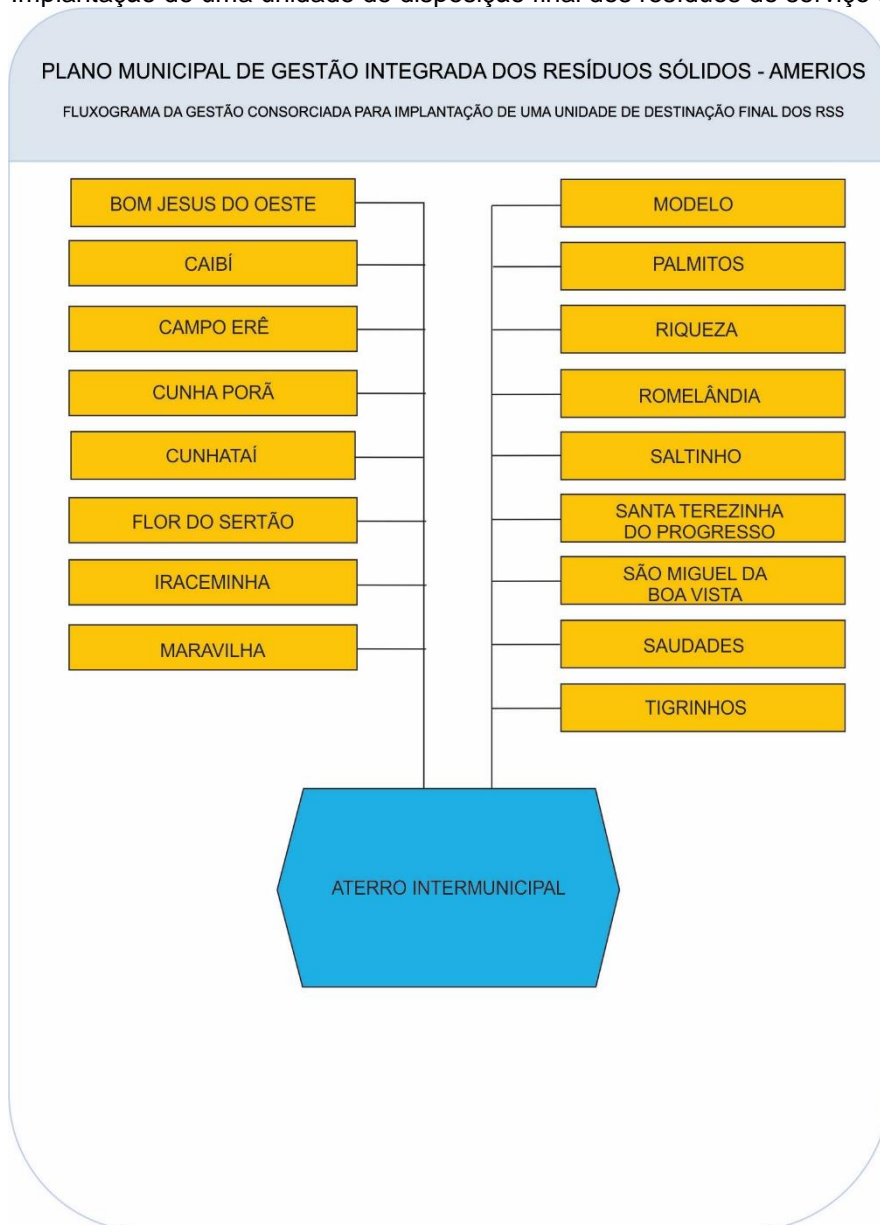 Implantação de uma unidade de disposição final dos resíduos de serviço
PLANO MUNICIPAL DE GESTÃO INTEGRADA DOS RESÍDUOS SÓLIDOS - AMERIOS
FLUXOGRAMA DA GESTÃO CONSORCIADA PARA IMPLANTAÇÃO DE UMA UNIDADE DE DESTINAÇÃO FINAL DOS RSS
BOM JESUS DO OESTE
CAIBÍ
CAMPO ERÊ
CUNHA PORÃ
CUNHATAÍ
FLOR DO SERTÃO
IRACEMINHA
MARAVILHA
MODELO
PALMITOS
RIQUEZA
ROMELÂNDIA
SALTINHO
SANTA TEREZINHA
DO PROGRESSO
SÃO MIGUEL DA
BOA VISTA
SAUDADES
TIGRINHOS
ATERRO INTERMUNICIPAL